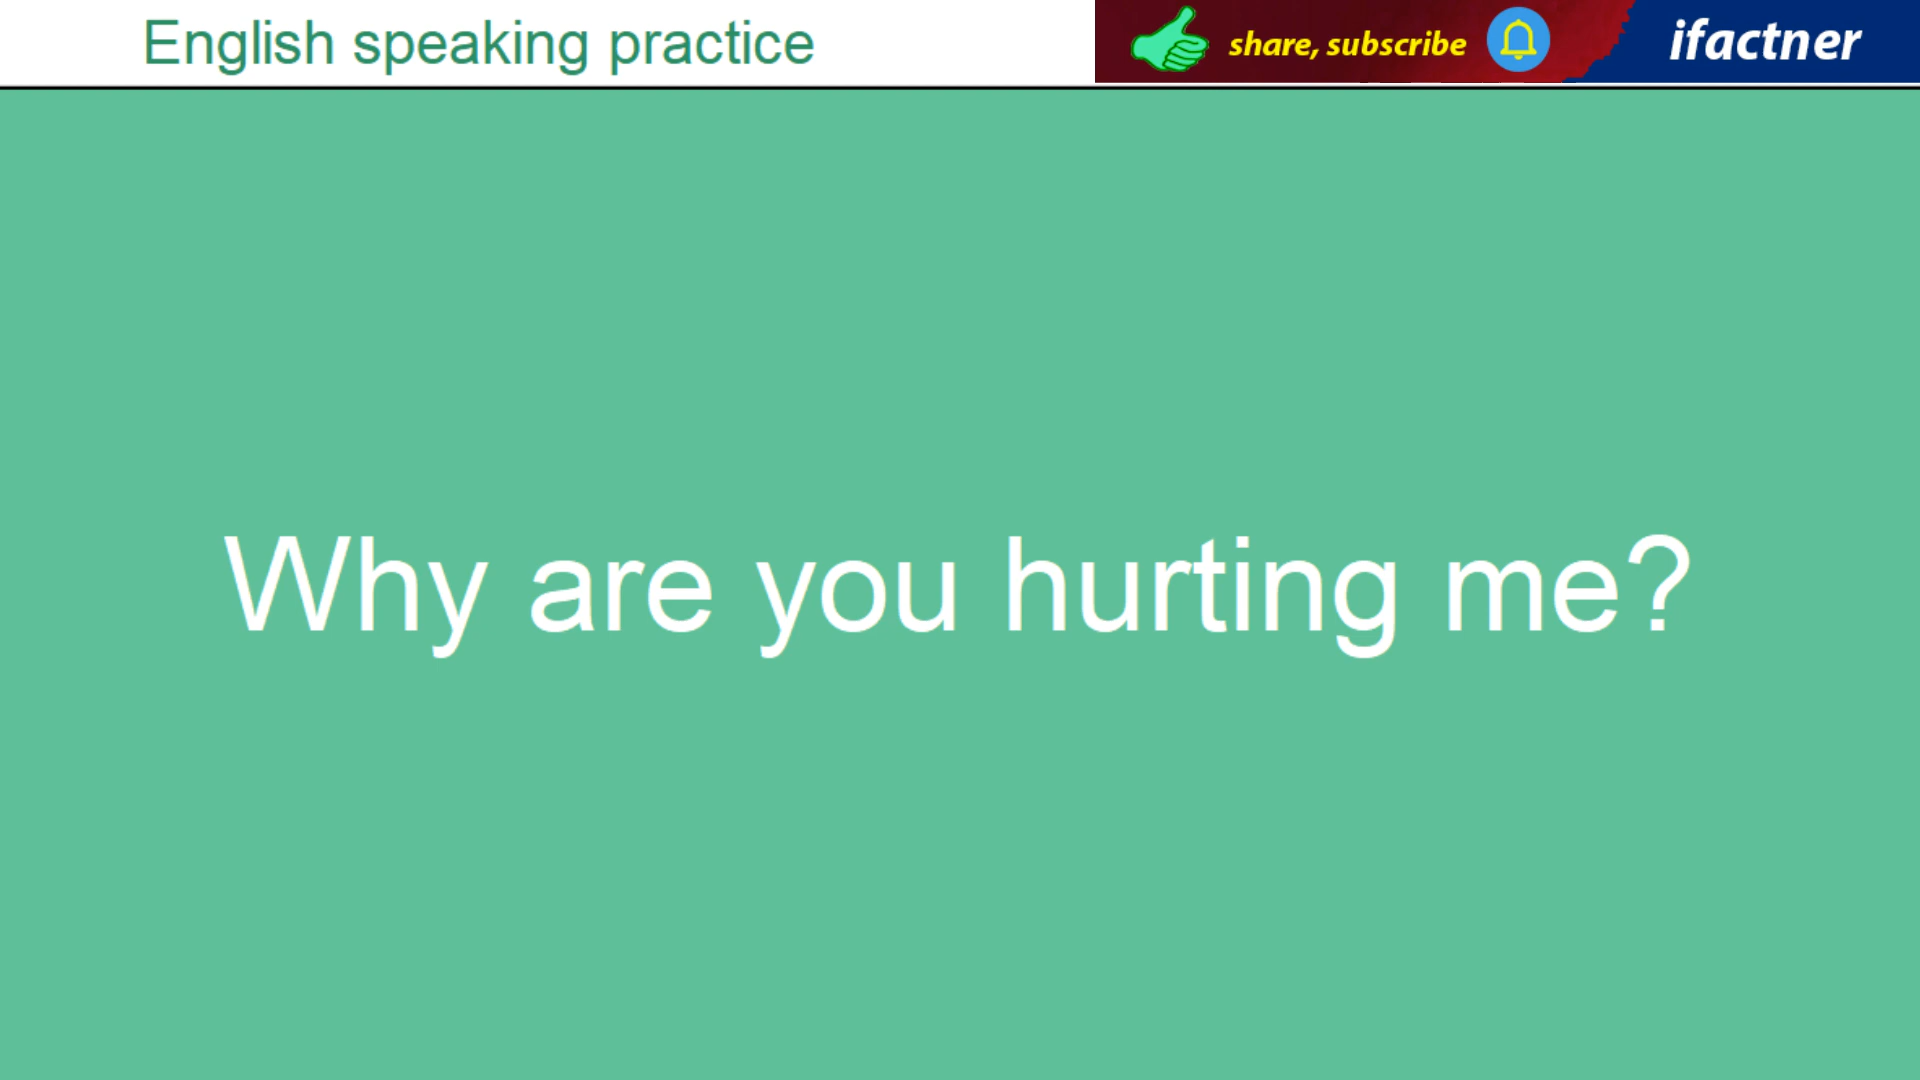 English speaking practice
share, subscribe
ifactner
Why are you hurting me?